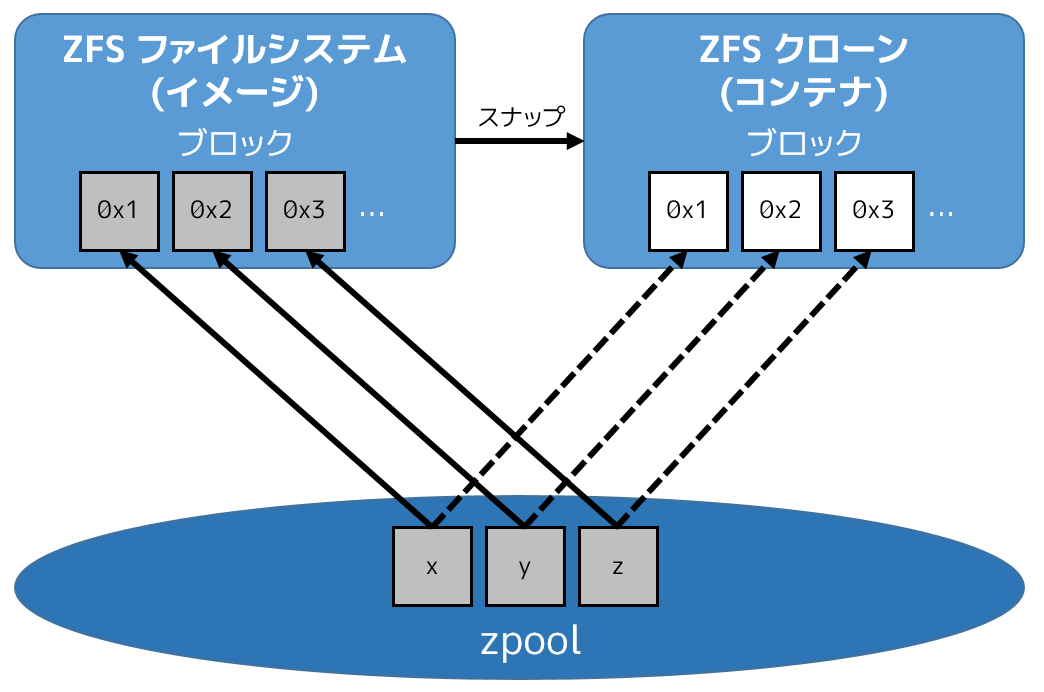 ZFS ファイルシステム
(イメージ)
ブロック
0x1 0x2 0x3 ...
スナップ
ZFS クローン
(コンテナ)
ブロック
0x1 0x2 0x3 ...
x y z
zpool